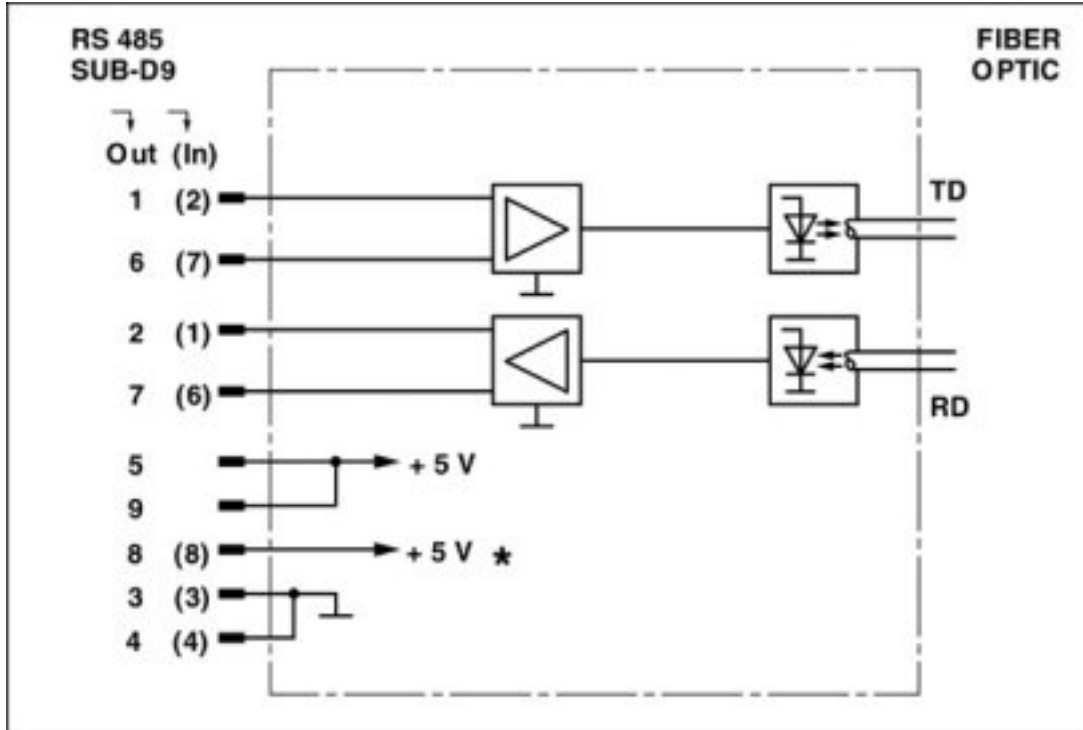 RS 485
SUB-D9
FIBER
OPTIC
Out (In)
1 (2)
TD
6 (7)
2 (1)
7 (6)
RD
5
+ 5 V
9
8 (8)
+ 5 V *
3 (3)
4 (4)